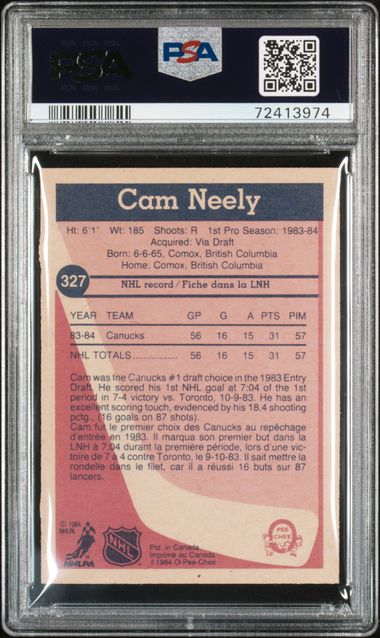 PSA
PSA
72413974
Cam Neely
Ht: 6'1" Wt: 185 Shoots: R 1st Pro Season: 1983-84
Acquired: Via Draft
Born: 6-6-65, Comox, British Columbia
Home: Comox, British Columbia
327 NHL record / Fiche dans la LNH
YEAR TEAM GP G A PTS PIM
83-84 Canucks 56 16 15 31 57
NHL TOTALS................. 56 16 15 31 57
Cam was the Canucks #1 draft choice in the 1983 Entry
Draft. He scored his 1st NHL goal at 7:04 of the 1st
period in 7-4 victory vs. Toronto, 10-9-83. He has an
excellent scoring touch, evidenced by his 18.4 shooting
pctg., (16 goals on 87 shots).
Cam fut le premier choix des Canucks au repêchage
d'entrée en 1983. Il marqua son premier but dans la
LNH à 7:04 durant la première période, lors d'une vic-
toire de 7 à 4 contre Toronto, le 9-10-83. Il sait mettre la
rondelle dans le filet, car il a réussi 16 buts sur 87
lancers.
© 1984
NHLPA
NHLPA
NHL
Ptd. in Canada
Imprimé au Canada
©1984 O-Pee-Chee
O
PEE
CHEE